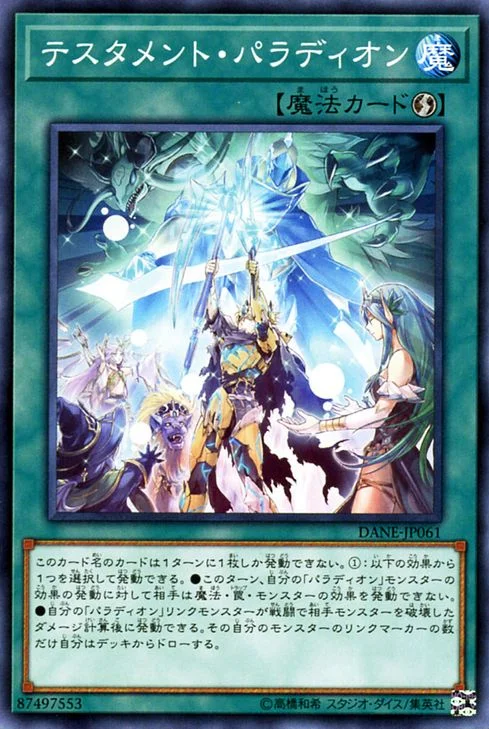 テスタメント・パラディオン 魔
【魔法カード】
DANE-JP061
このカード名のカードは１ターンに１枚しか発動できない。①：以下の効果から
１つを選択して発動できる。●このターン、自分の「パラディオン」モンスターの
効果の発動に対して相手は魔法・罠・モンスターの効果を発動できない。
●自分の「パラディオン」リンクモンスターが戦闘で相手モンスターを破壊した
ダメージ計算後に発動できる。その自分のモンスターのリンクマーカーの数
だけ自分はデッキからドローする。
87497553 ©高橋和希 スタジオ・ダイス/集英社